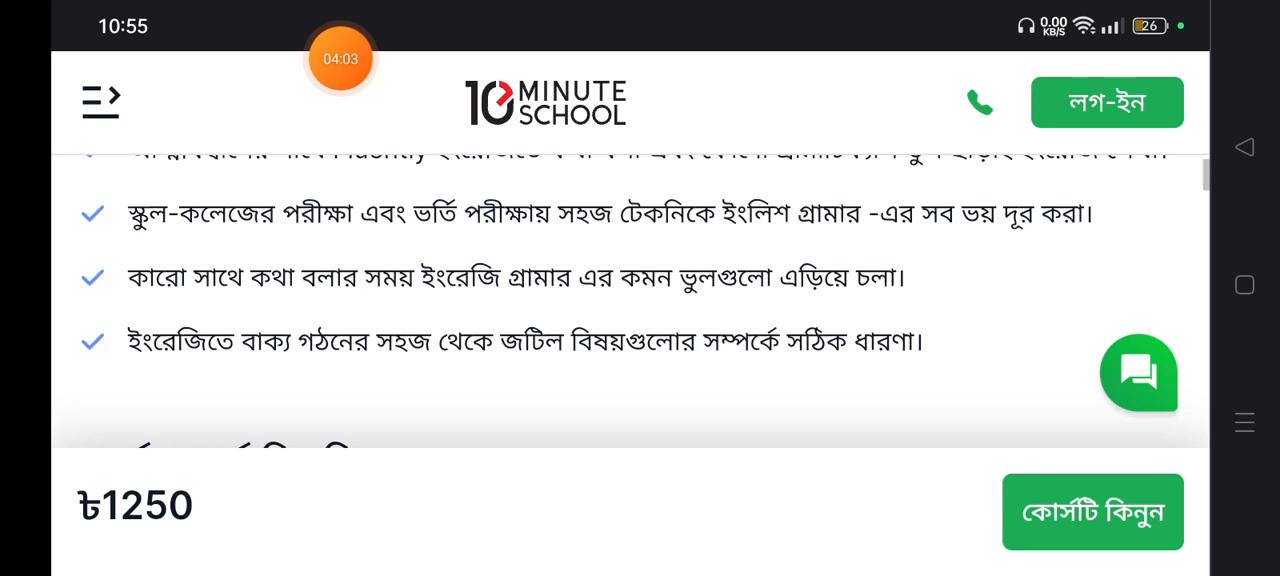 10:55
0.00
KB/S
26
04:03
10 MINUTE
SCHOOL
লগ-ইন
স্কুল-কলেজের পরীক্ষা এবং ভর্তি পরীক্ষায় সহজ টেকনিকে ইংলিশ গ্রামার -এর সব ভয় দূর করা।
কারো সাথে কথা বলার সময় ইংরেজি গ্রামার এর কমন ভুলগুলো এড়িয়ে চলা।
ইংরেজিতে বাক্য গঠনের সহজ থেকে জটিল বিষয়গুলোর সম্পর্কে সঠিক ধারণা।
৳1250
কোর্সটি কিনুন